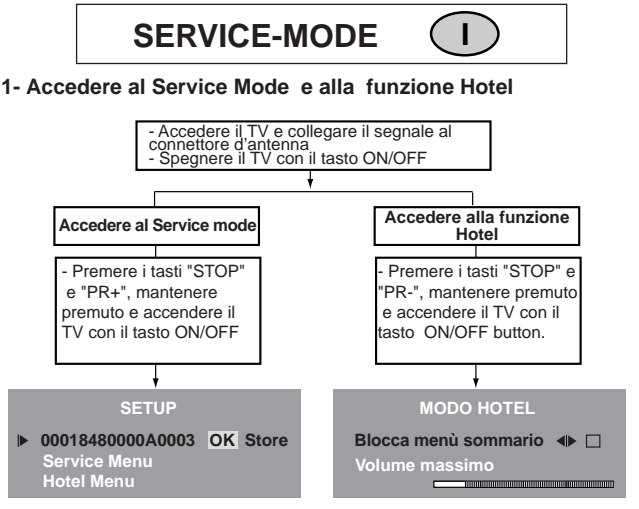 SERVICE-MODE I
1- Accedere al Service Mode e alla funzione Hotel
- Accedere il TV e collegare il segnale al
connettore d'antenna
- Spegnere il TV con il tasto ON/OFF
Accedere al Service mode
- Premere i tasti "STOP"
e "PR+", mantenere
premuto e accendere il
TV con il tasto ON/OFF
SETUP
00018480000A0003 OK Store
Service Menu
Hotel Menu
Accedere alla funzione
Hotel
- Premere i tasti "STOP" e
"PR-", mantenere premuto
e accendere il TV con il
tasto ON/OFF button.
MODO HOTEL
Blocca menù sommario
Volume massimo